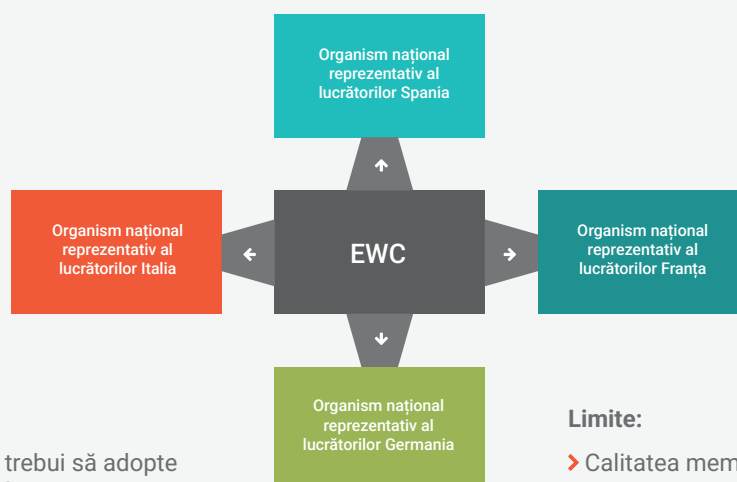 Organism național
reprezentativ al
lucrătorilor Spania
Organism național
reprezentativ al
lucrătorilor Italia
EWC
Organism național
reprezentativ al
lucrătorilor Franța
Organism național
reprezentativ al
lucrătorilor Germania
trebui să adopte
Limite:
Calitatea mem